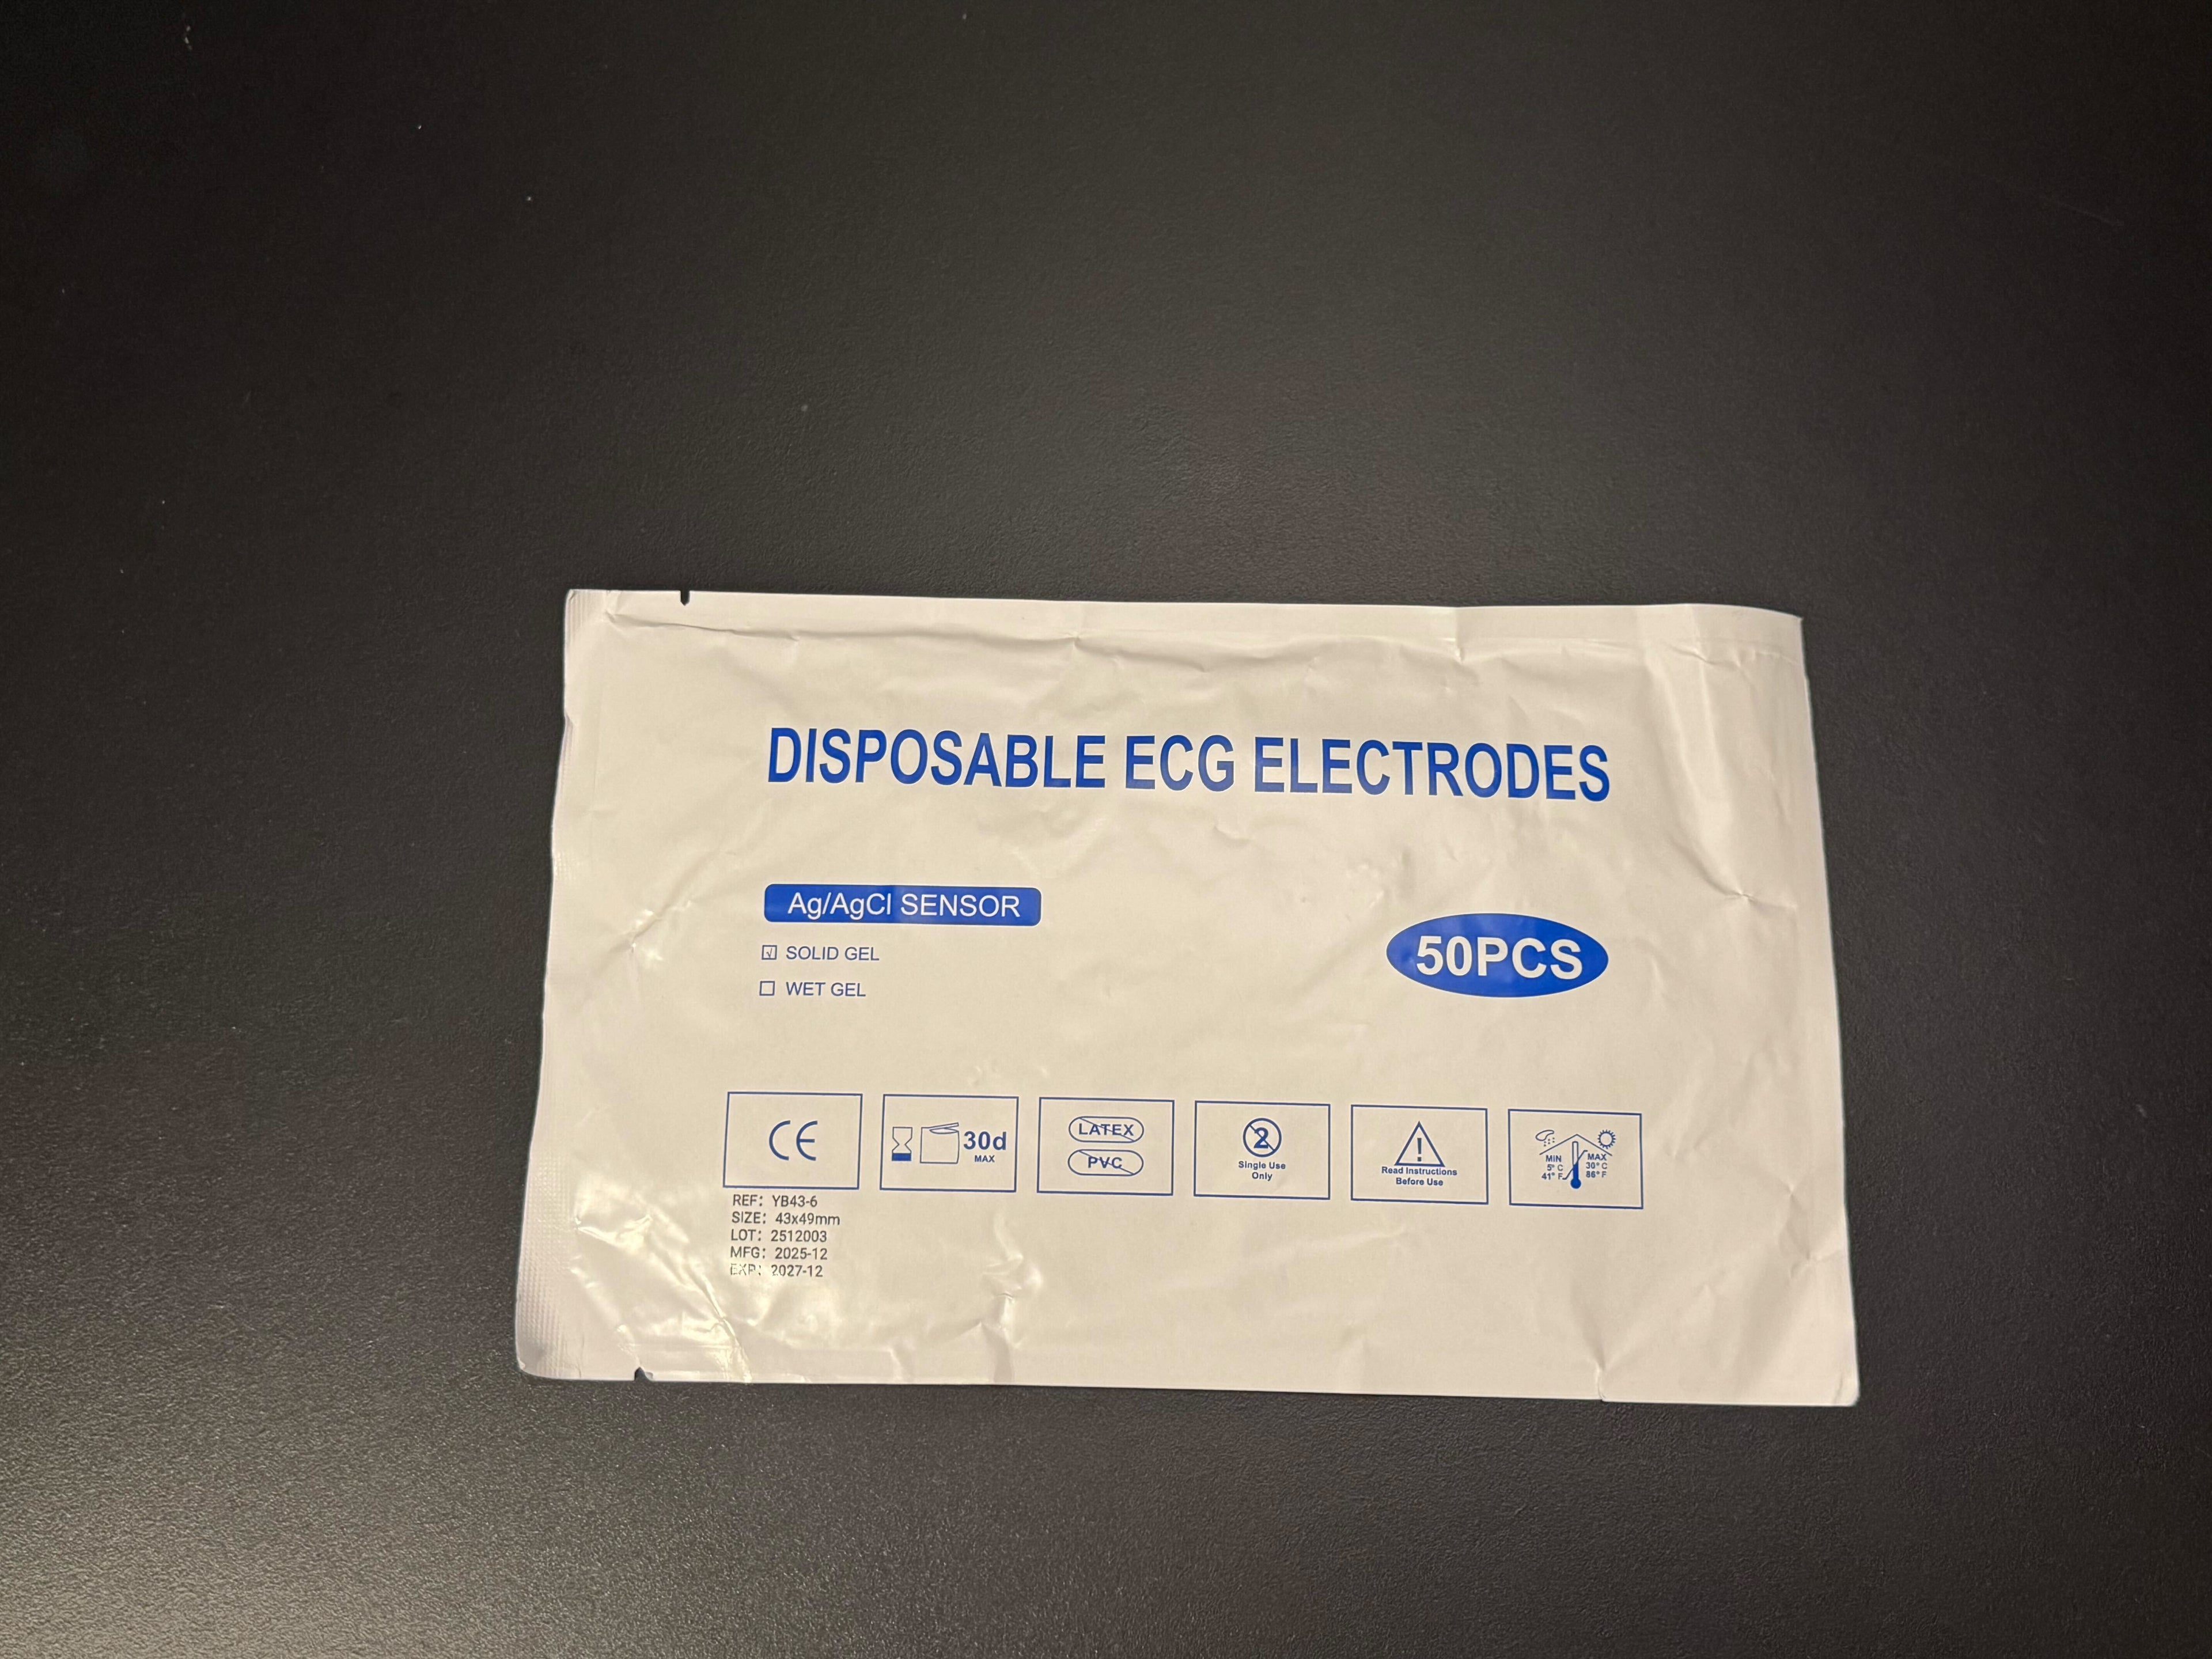 DISPOSABLE ECG ELECTRODES
Ag/AgCl SENSOR
☑ SOLID GEL
☐ WET GEL
50PCS
CE
30d
MAX
LATEX
PVC
2
Single Use
Only
!
Read Instructions
Before Use
MIN
5° C
41° F
MAX
30° C
86° F
REF: YB43-6
SIZE: 43x49mm
LOT: 2512003
MFG: 2025-12
EXP: 2027-12